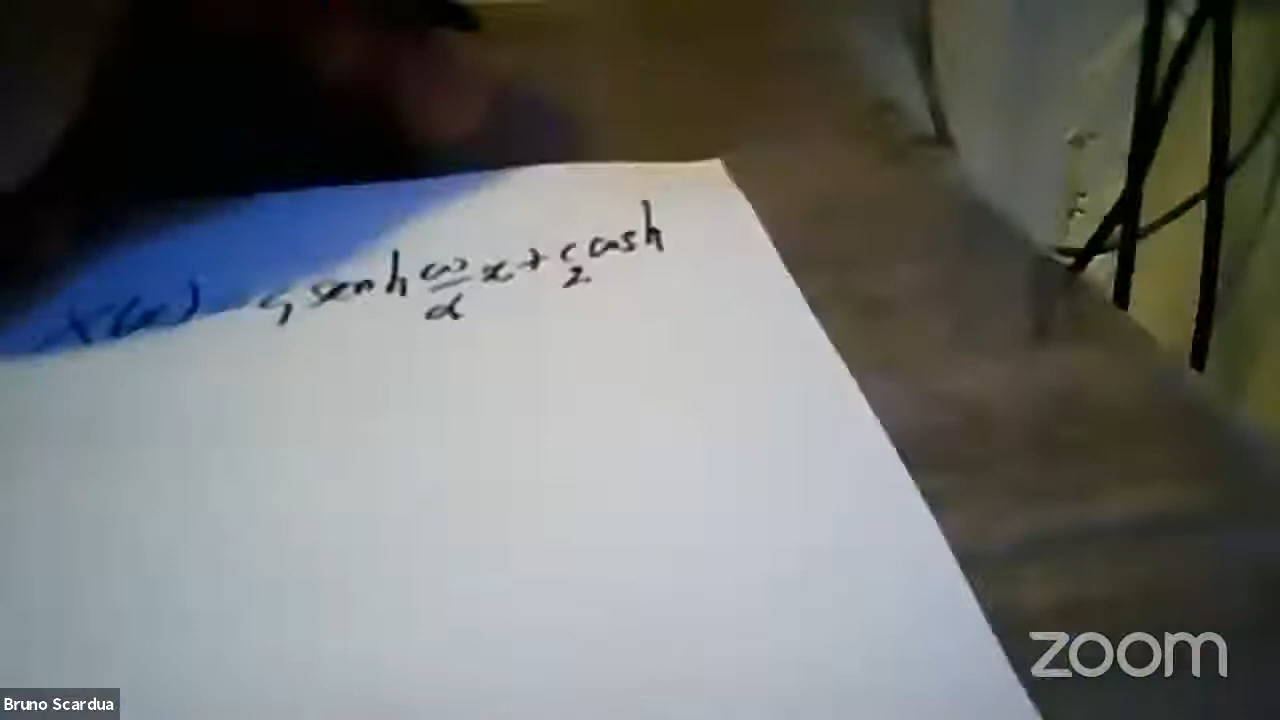 X(x) = c₁ senh ω/α x + c₂ cosh
zoom
Bruno Scardua